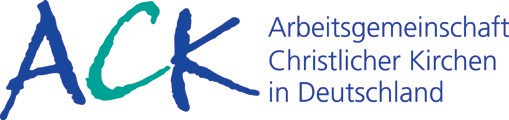 ACK
Arbeitsgemeinschaft
Christlicher Kirchen
in Deutschland